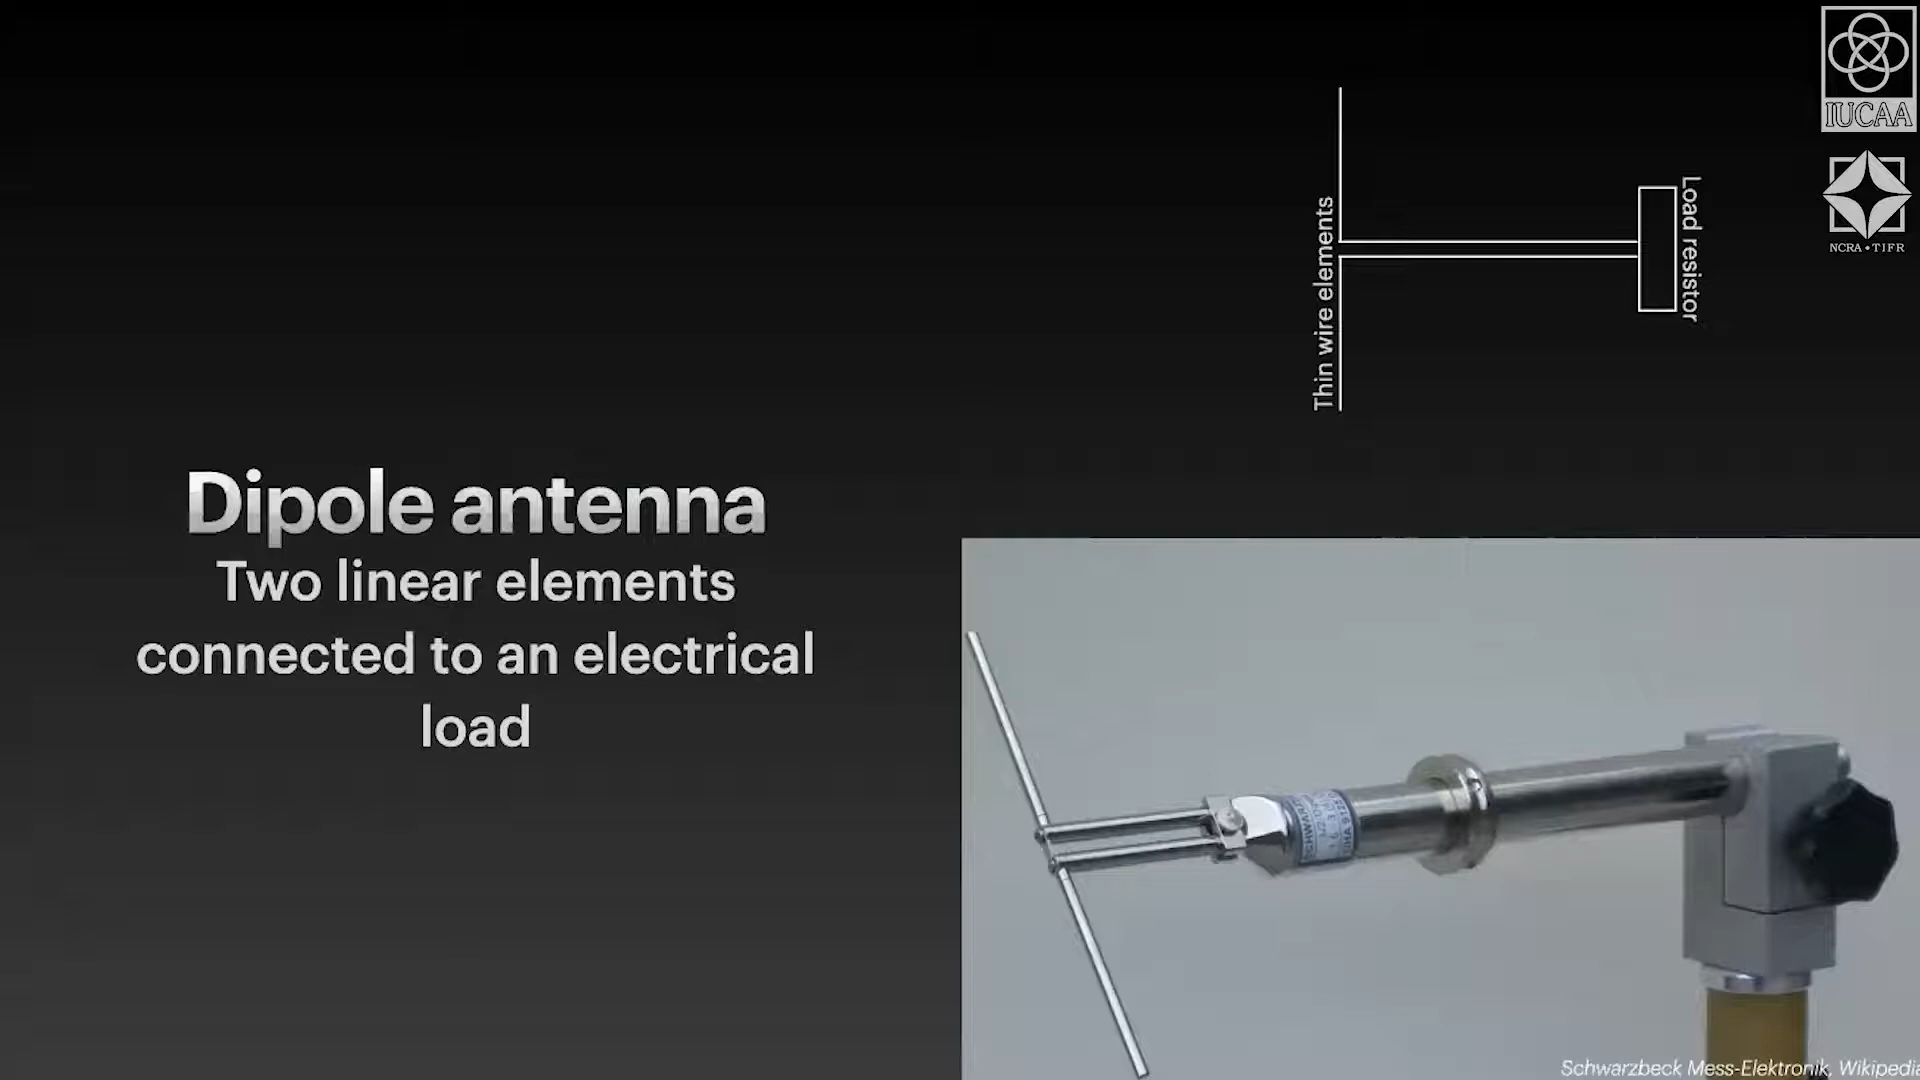 IUCAA
NCRA • TIFR
Thin wire elements
Load resistor
Dipole antenna
Two linear elements
connected to an electrical
load
Schwarzbeck Mess-Elektronik, Wikipedia